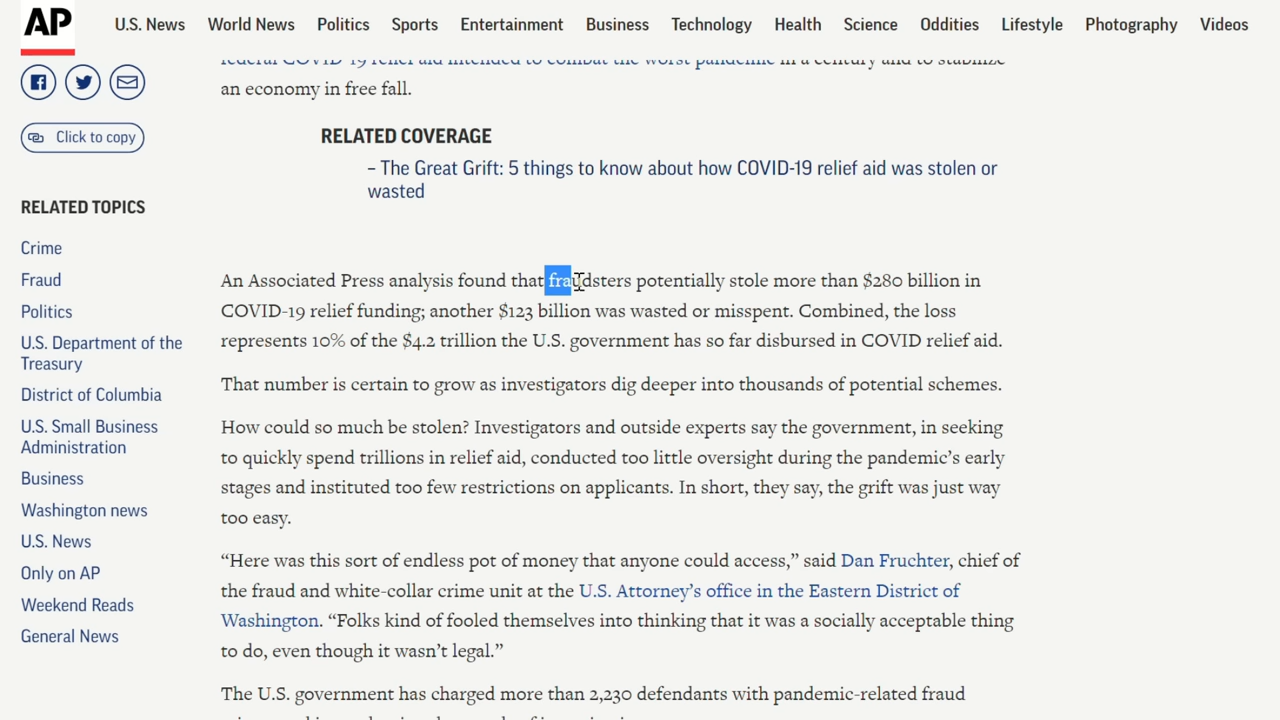 AP
U.S. News World News Politics Sports Entertainment Business Technology Health Science Oddities Lifestyle Photography Videos
federal COVID-19 relief aid intended to combat the worst pandemic in a century and to stabilize
an economy in free fall.
Click to copy
RELATED COVERAGE
– The Great Grift: 5 things to know about how COVID-19 relief aid was stolen or
wasted
RELATED TOPICS
Crime
Fraud
Politics
U.S. Department of the
Treasury
District of Columbia
U.S. Small Business
Administration
Business
Washington news
U.S. News
Only on AP
Weekend Reads
General News
An Associated Press analysis found that fraudsters potentially stole more than $280 billion in
COVID-19 relief funding; another $123 billion was wasted or misspent. Combined, the loss
represents 10% of the $4.2 trillion the U.S. government has so far disbursed in COVID relief aid.
That number is certain to grow as investigators dig deeper into thousands of potential schemes.
How could so much be stolen? Investigators and outside experts say the government, in seeking
to quickly spend trillions in relief aid, conducted too little oversight during the pandemic’s early
stages and instituted too few restrictions on applicants. In short, they say, the grift was just way
too easy.
“Here was this sort of endless pot of money that anyone could access,” said Dan Fruchter, chief of
the fraud and white-collar crime unit at the U.S. Attorney’s office in the Eastern District of
Washington. “Folks kind of fooled themselves into thinking that it was a socially acceptable thing
to do, even though it wasn’t legal.”
The U.S. government has charged more than 2,230 defendants with pandemic-related fraud